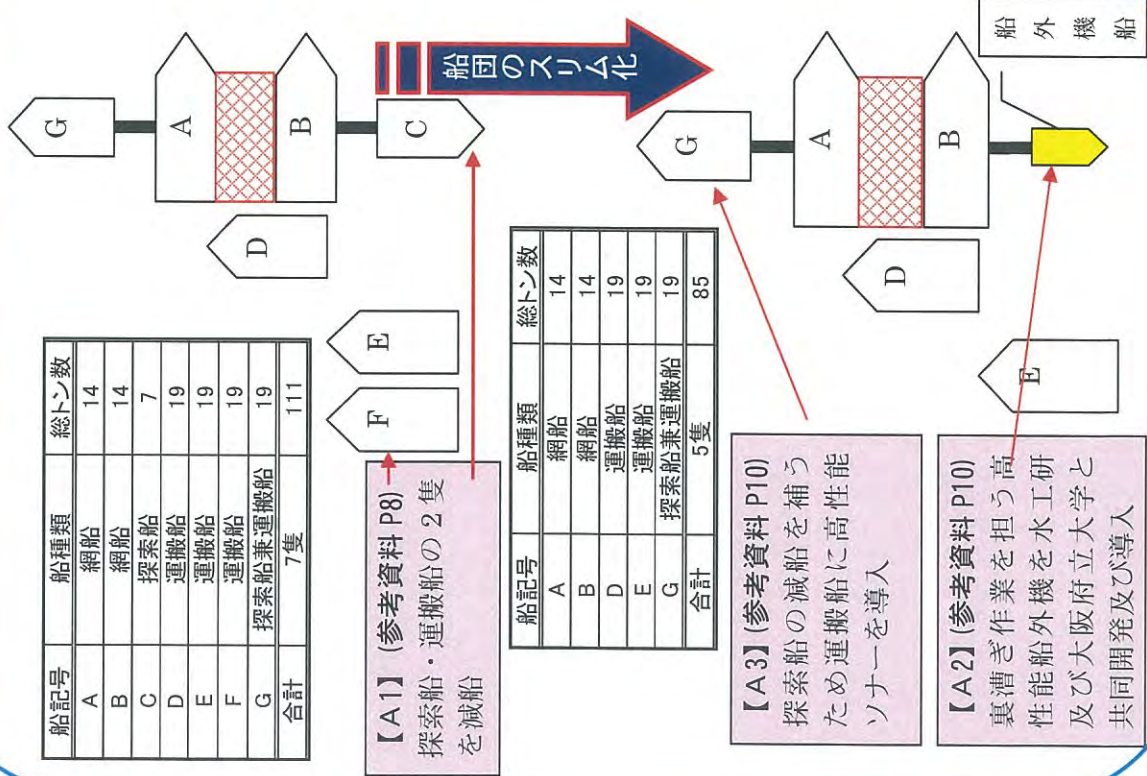 船記号 船種類 総トン数
A 網船 14
B 網船 14
C 探索船 7
D 運搬船 19
E 運搬船 19
F 運搬船 19
G 探索船兼運搬船 19
合計 7隻 111
G
A
B
C
D
E
F
船団のスリム化
【A1】(参考資料 P8)
探索船・運搬船の2隻
を減船
船記号 船種類 総トン数
A 網船 14
B 網船 14
D 運搬船 19
E 運搬船 19
G 探索船兼運搬船 19
合計 5隻 85
G
A
B
D
E
船外機船
【A3】(参考資料 P10)
探索船の減船を補う
ため運搬船に高性能
ソナーを導入
【A2】(参考資料 P10)
裏漕ぎ作業を担う高
性能船外機を水工研
及び大阪府立大学と
共同開発及び導入